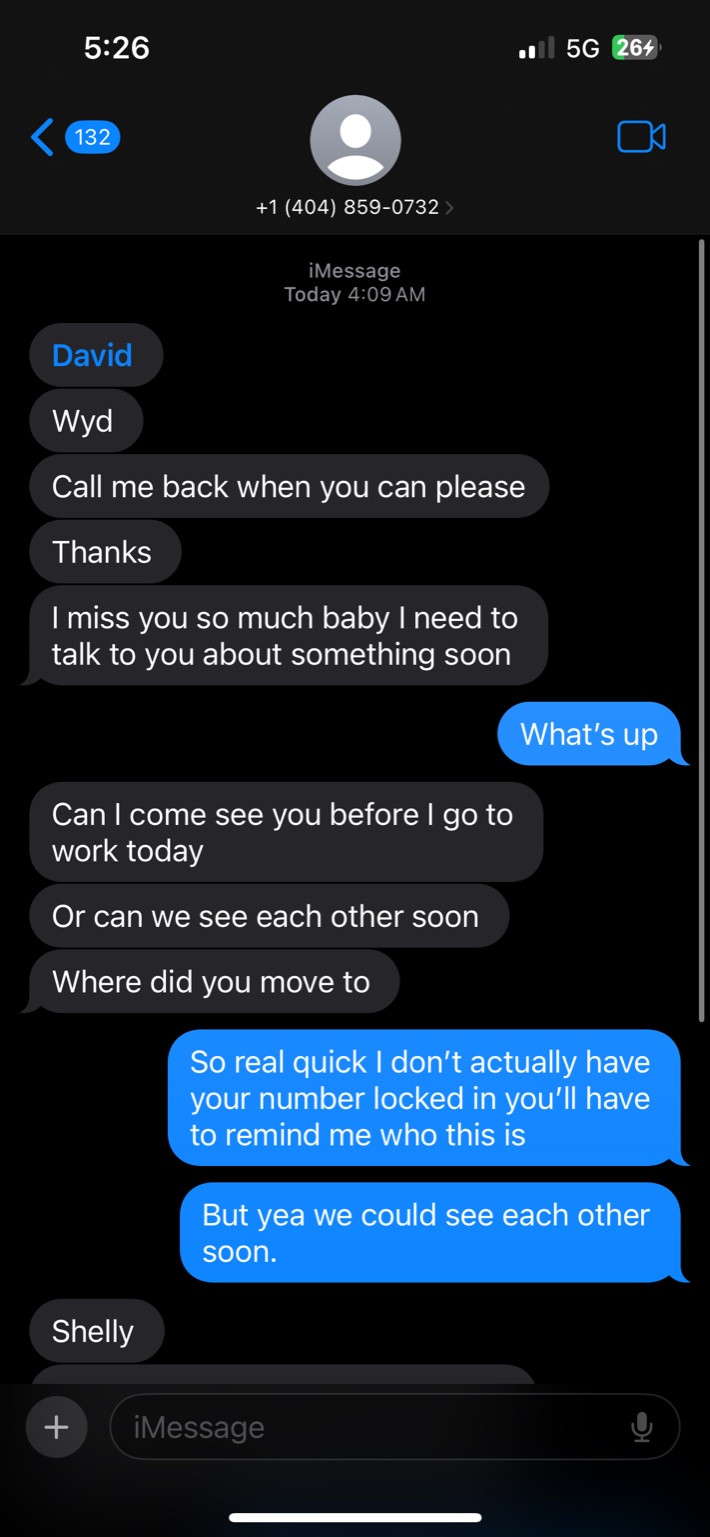 5:26
5G
26
132
+1 (404) 859-0732
iMessage
Today 4:09 AM
David
Wyd
Call me back when you can please
Thanks
I miss you so much baby I need to
talk to you about something soon
What’s up
Can I come see you before I go to
work today
Or can we see each other soon
Where did you move to
So real quick I don’t actually have
your number locked in you’ll have
to remind me who this is
But yea we could see each other
soon.
Shelly
iMessage